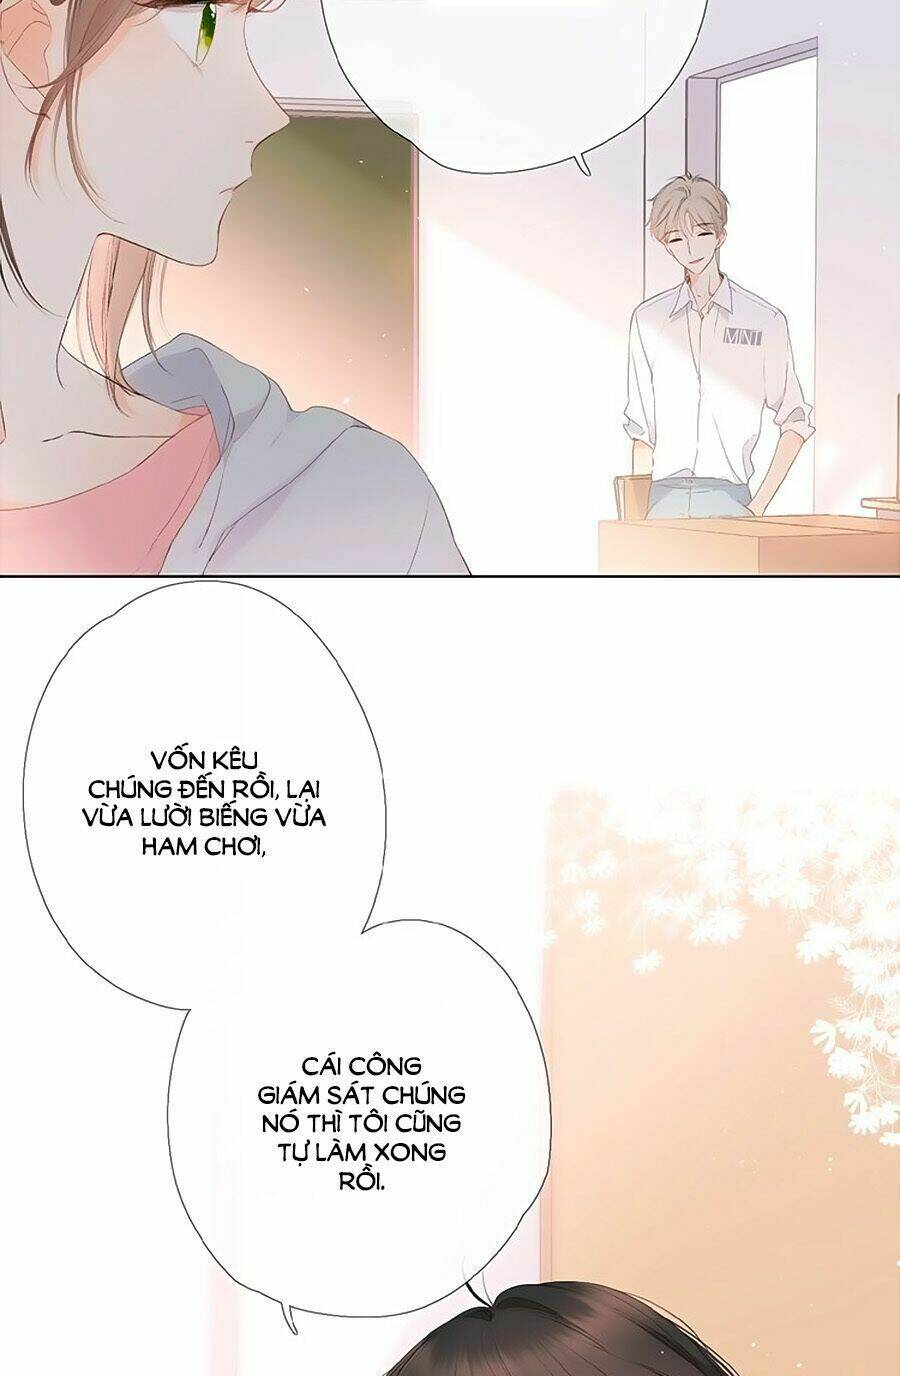 MINT
VỐN KÊU
CHÚNG ĐẾN RỒI, LẠI
VỪA LƯỜI BIẾNG VỪA
HAM CHƠI,
CÁI CÔNG
GIÁM SÁT CHÚNG
NÓ THÌ TÔI CŨNG
TỰ LÀM XONG
RỒI.